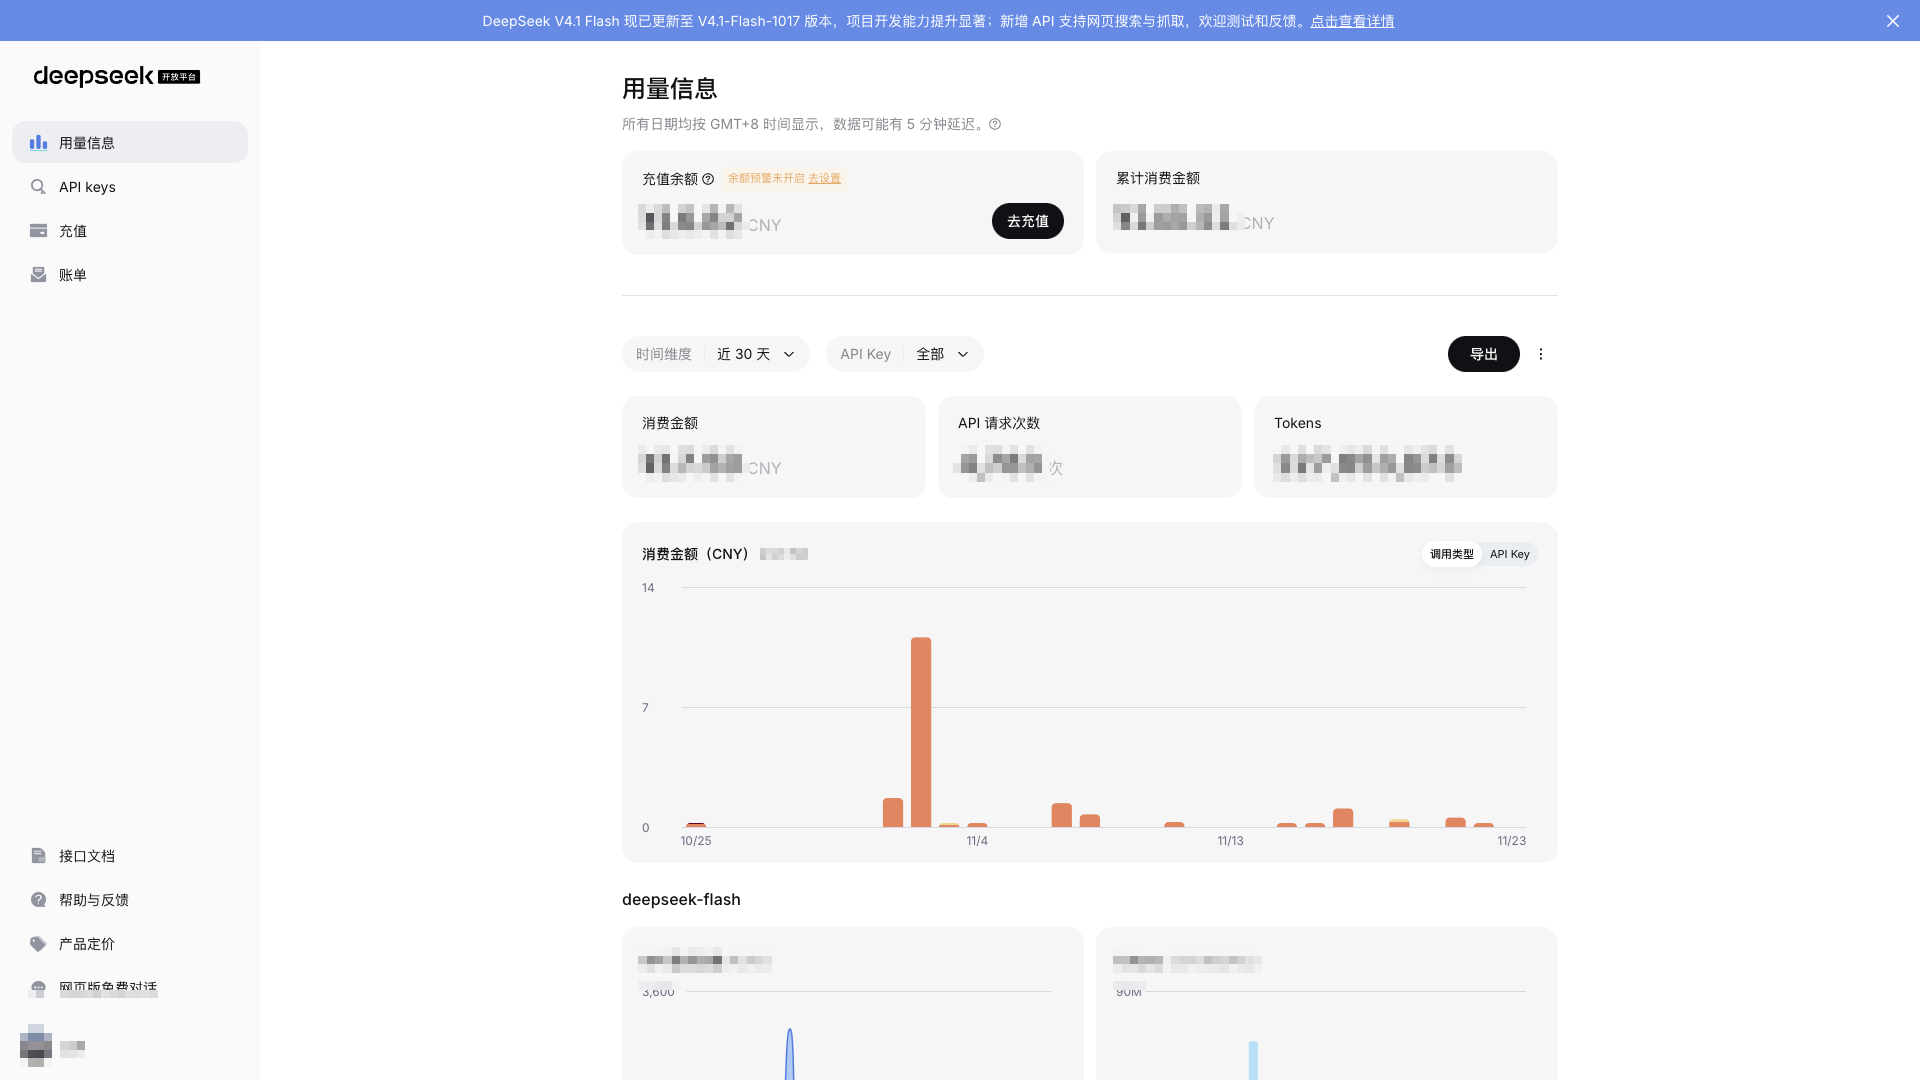 DeepSeek V4.1 Flash 现已更新至 V4.1-Flash-1017 版本，项目开发能力提升显著；新增 API 支持网页搜索与抓取，欢迎测试和反馈。点击查看详情
deepseek 开放平台
用量信息
API keys
充值
账单
接口文档
帮助与反馈
产品定价
网页版免费对话
用量信息
所有日期均按 GMT+8 时间显示，数据可能有 5 分钟延迟。
充值余额 余额预警未开启 去设置
CNY
去充值
累计消费金额
CNY
时间维度 近 30 天
API Key 全部
导出
消费金额
CNY
API 请求次数
次
Tokens
消费金额（CNY）
调用类型 API Key
14
7
0
10/25 11/4 11/13 11/23
deepseek-flash
3,600
90M